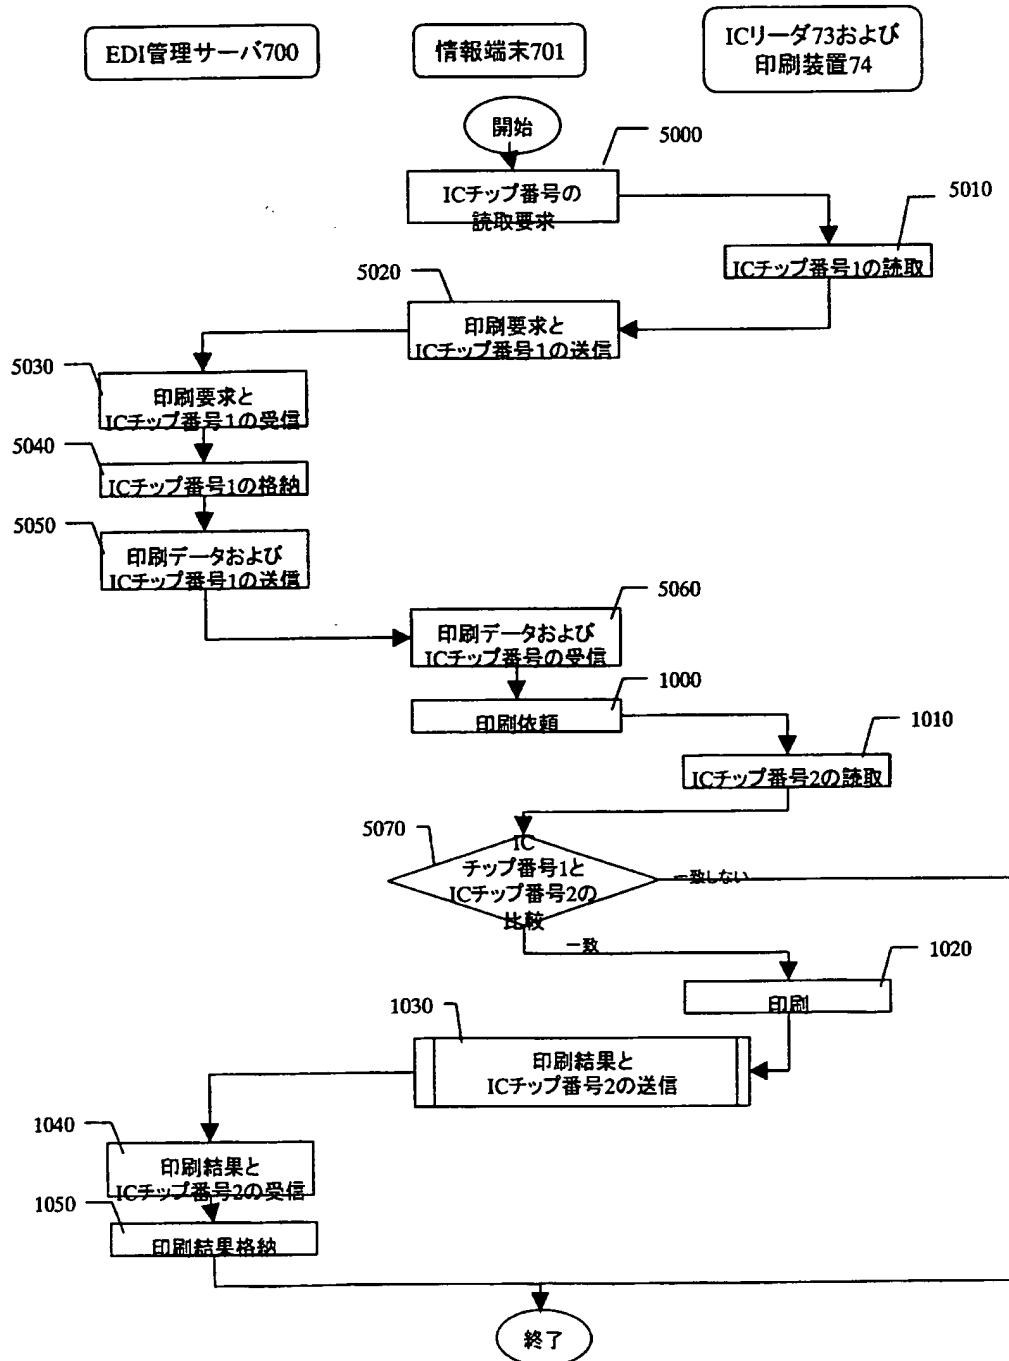 EDI管理サーバ700
情報端末701
ICリーダ73および
印刷装置74
開始
5000
ICチップ番号の
読取要求
5010
ICチップ番号1の読取
5020
印刷要求と
ICチップ番号1の送信
5030
印刷要求と
ICチップ番号1の受信
5040
ICチップ番号1の格納
5050
印刷データおよび
ICチップ番号1の送信
5060
印刷データおよび
ICチップ番号の受信
1000
印刷依頼
1010
ICチップ番号2の読取
5070
IC
チップ番号1と
ICチップ番号2の
比較
一致しない
一致
1020
印刷
1030
印刷結果と
ICチップ番号2の送信
1040
印刷結果と
ICチップ番号2の受信
1050
印刷結果格納
終了